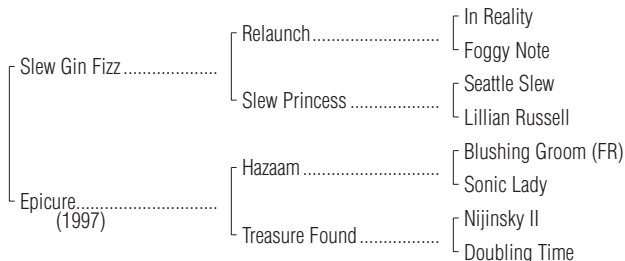 In Reality
Relaunch
Foggy Note
Slew Gin Fizz
Seattle Slew
Slew Princess
Lillian Russell
Blushing Groom (FR)
Hazaam
Sonic Lady
Epicure
(1997)
Nijinsky II
Treasure Found
Doubling Time